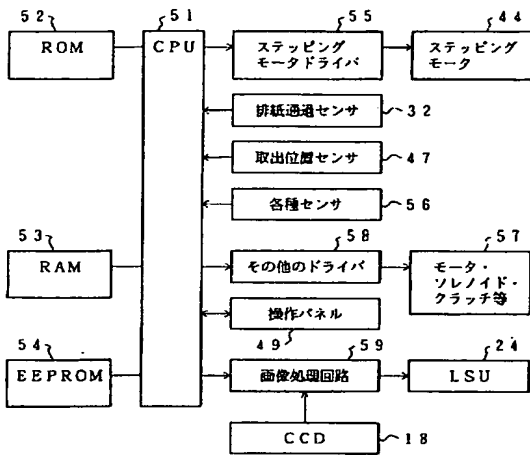 52
51
55
44
ROM
CPU
ステッピング
モータドライバ
ステッピング
モータ
排紙通過センサ
32
取出位置センサ
47
各種センサ
56
53
58
57
RAM
その他のドライバ
モータ・
ソレノイド・
クラッチ等
操作パネル
54
49
59
24
EEPROM
画像処理回路
LSU
CCD
18